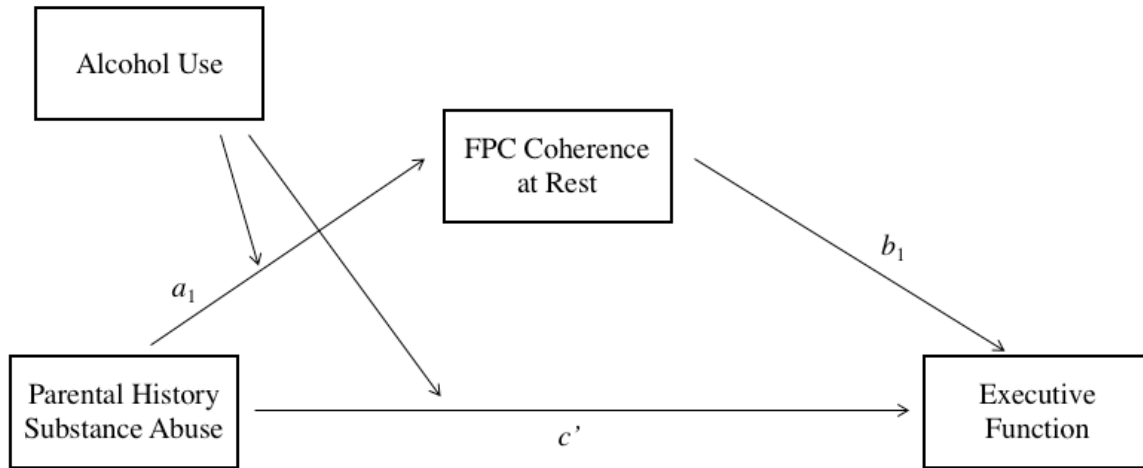 Alcohol Use
FPC Coherence
at Rest
b₁
a₁
Parental History
Substance Abuse
Executive
Function
c’